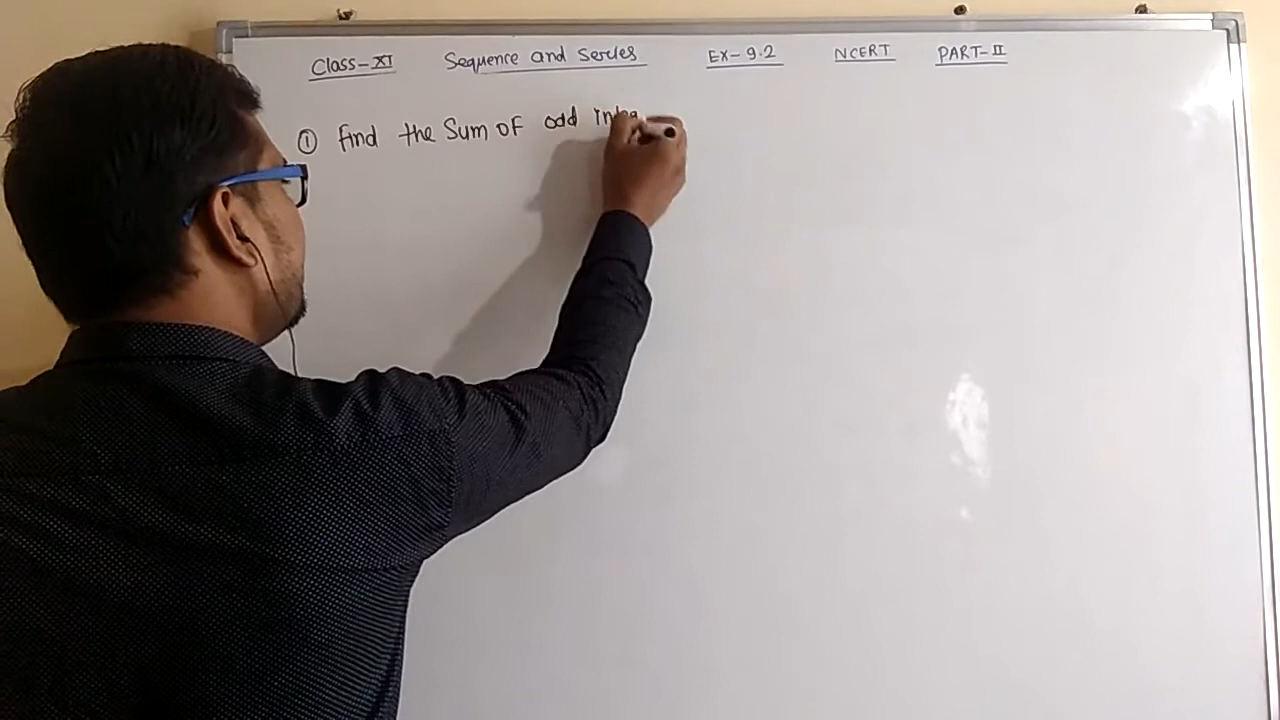 Class-XI Sequence and Series Ex-9.2 NCERT PART-II
① find the Sum of odd